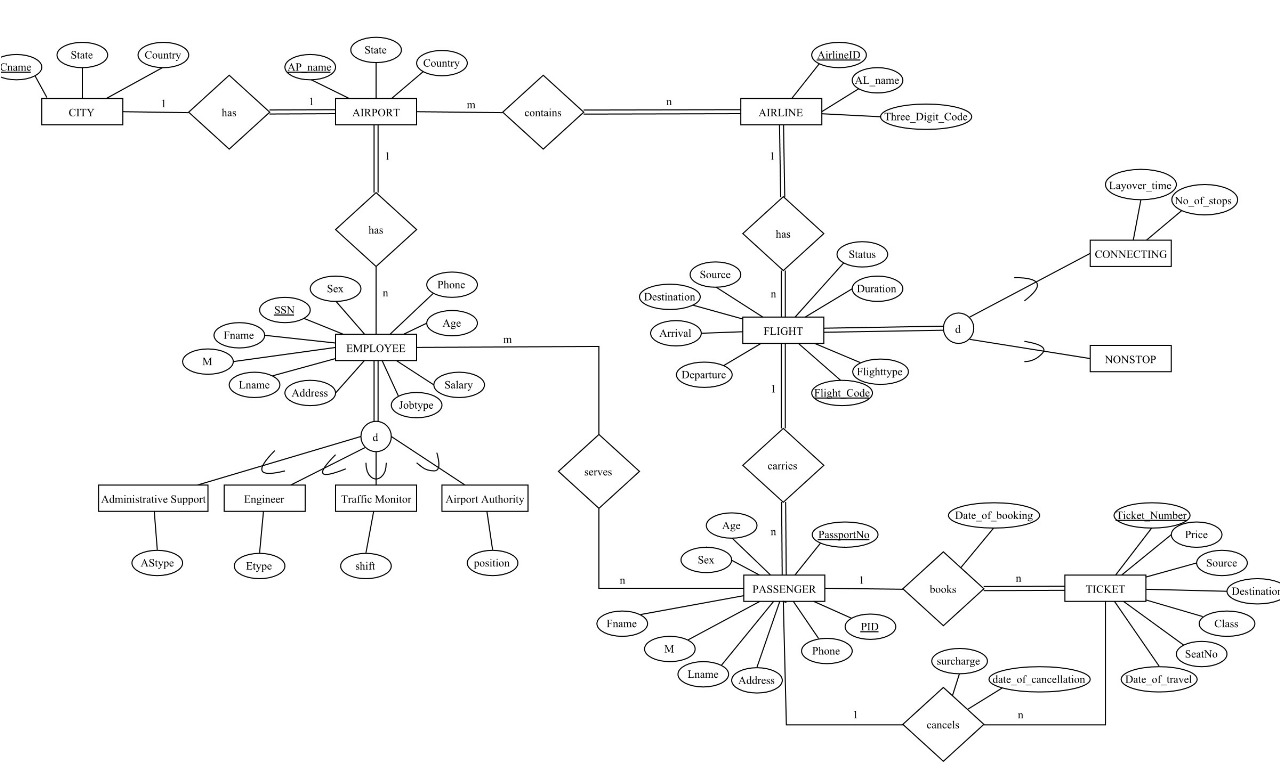 State
Country
Cname
CITY
1
has
1
AP_name
State
Country
AIRPORT
m
contains
n
AirlineID
AL_name
Three_Digit_Code
AIRLINE
1
1
has
has
n
n
Layover_time
No_of_stops
CONNECTING
d
NONSTOP
Source
Status
Destination
Duration
Arrival
FLIGHT
Departure
Flighttype
Flight_Code
Sex
Phone
SSN
Age
Fname
EMPLOYEE
M
Lname
Address
Salary
Jobtype
m
d
Administrative Support
Engineer
Traffic Monitor
Airport Authority
AStype
Etype
shift
position
serves
n
1
carries
n
Age
PassportNo
Sex
PASSENGER
Fname
M
Lname
Address
Phone
PID
1
books
n
Date_of_booking
Ticket_Number
Price
Source
Destination
TICKET
Class
SeatNo
Date_of_travel
surcharge
date_of_cancellation
1
cancels
n